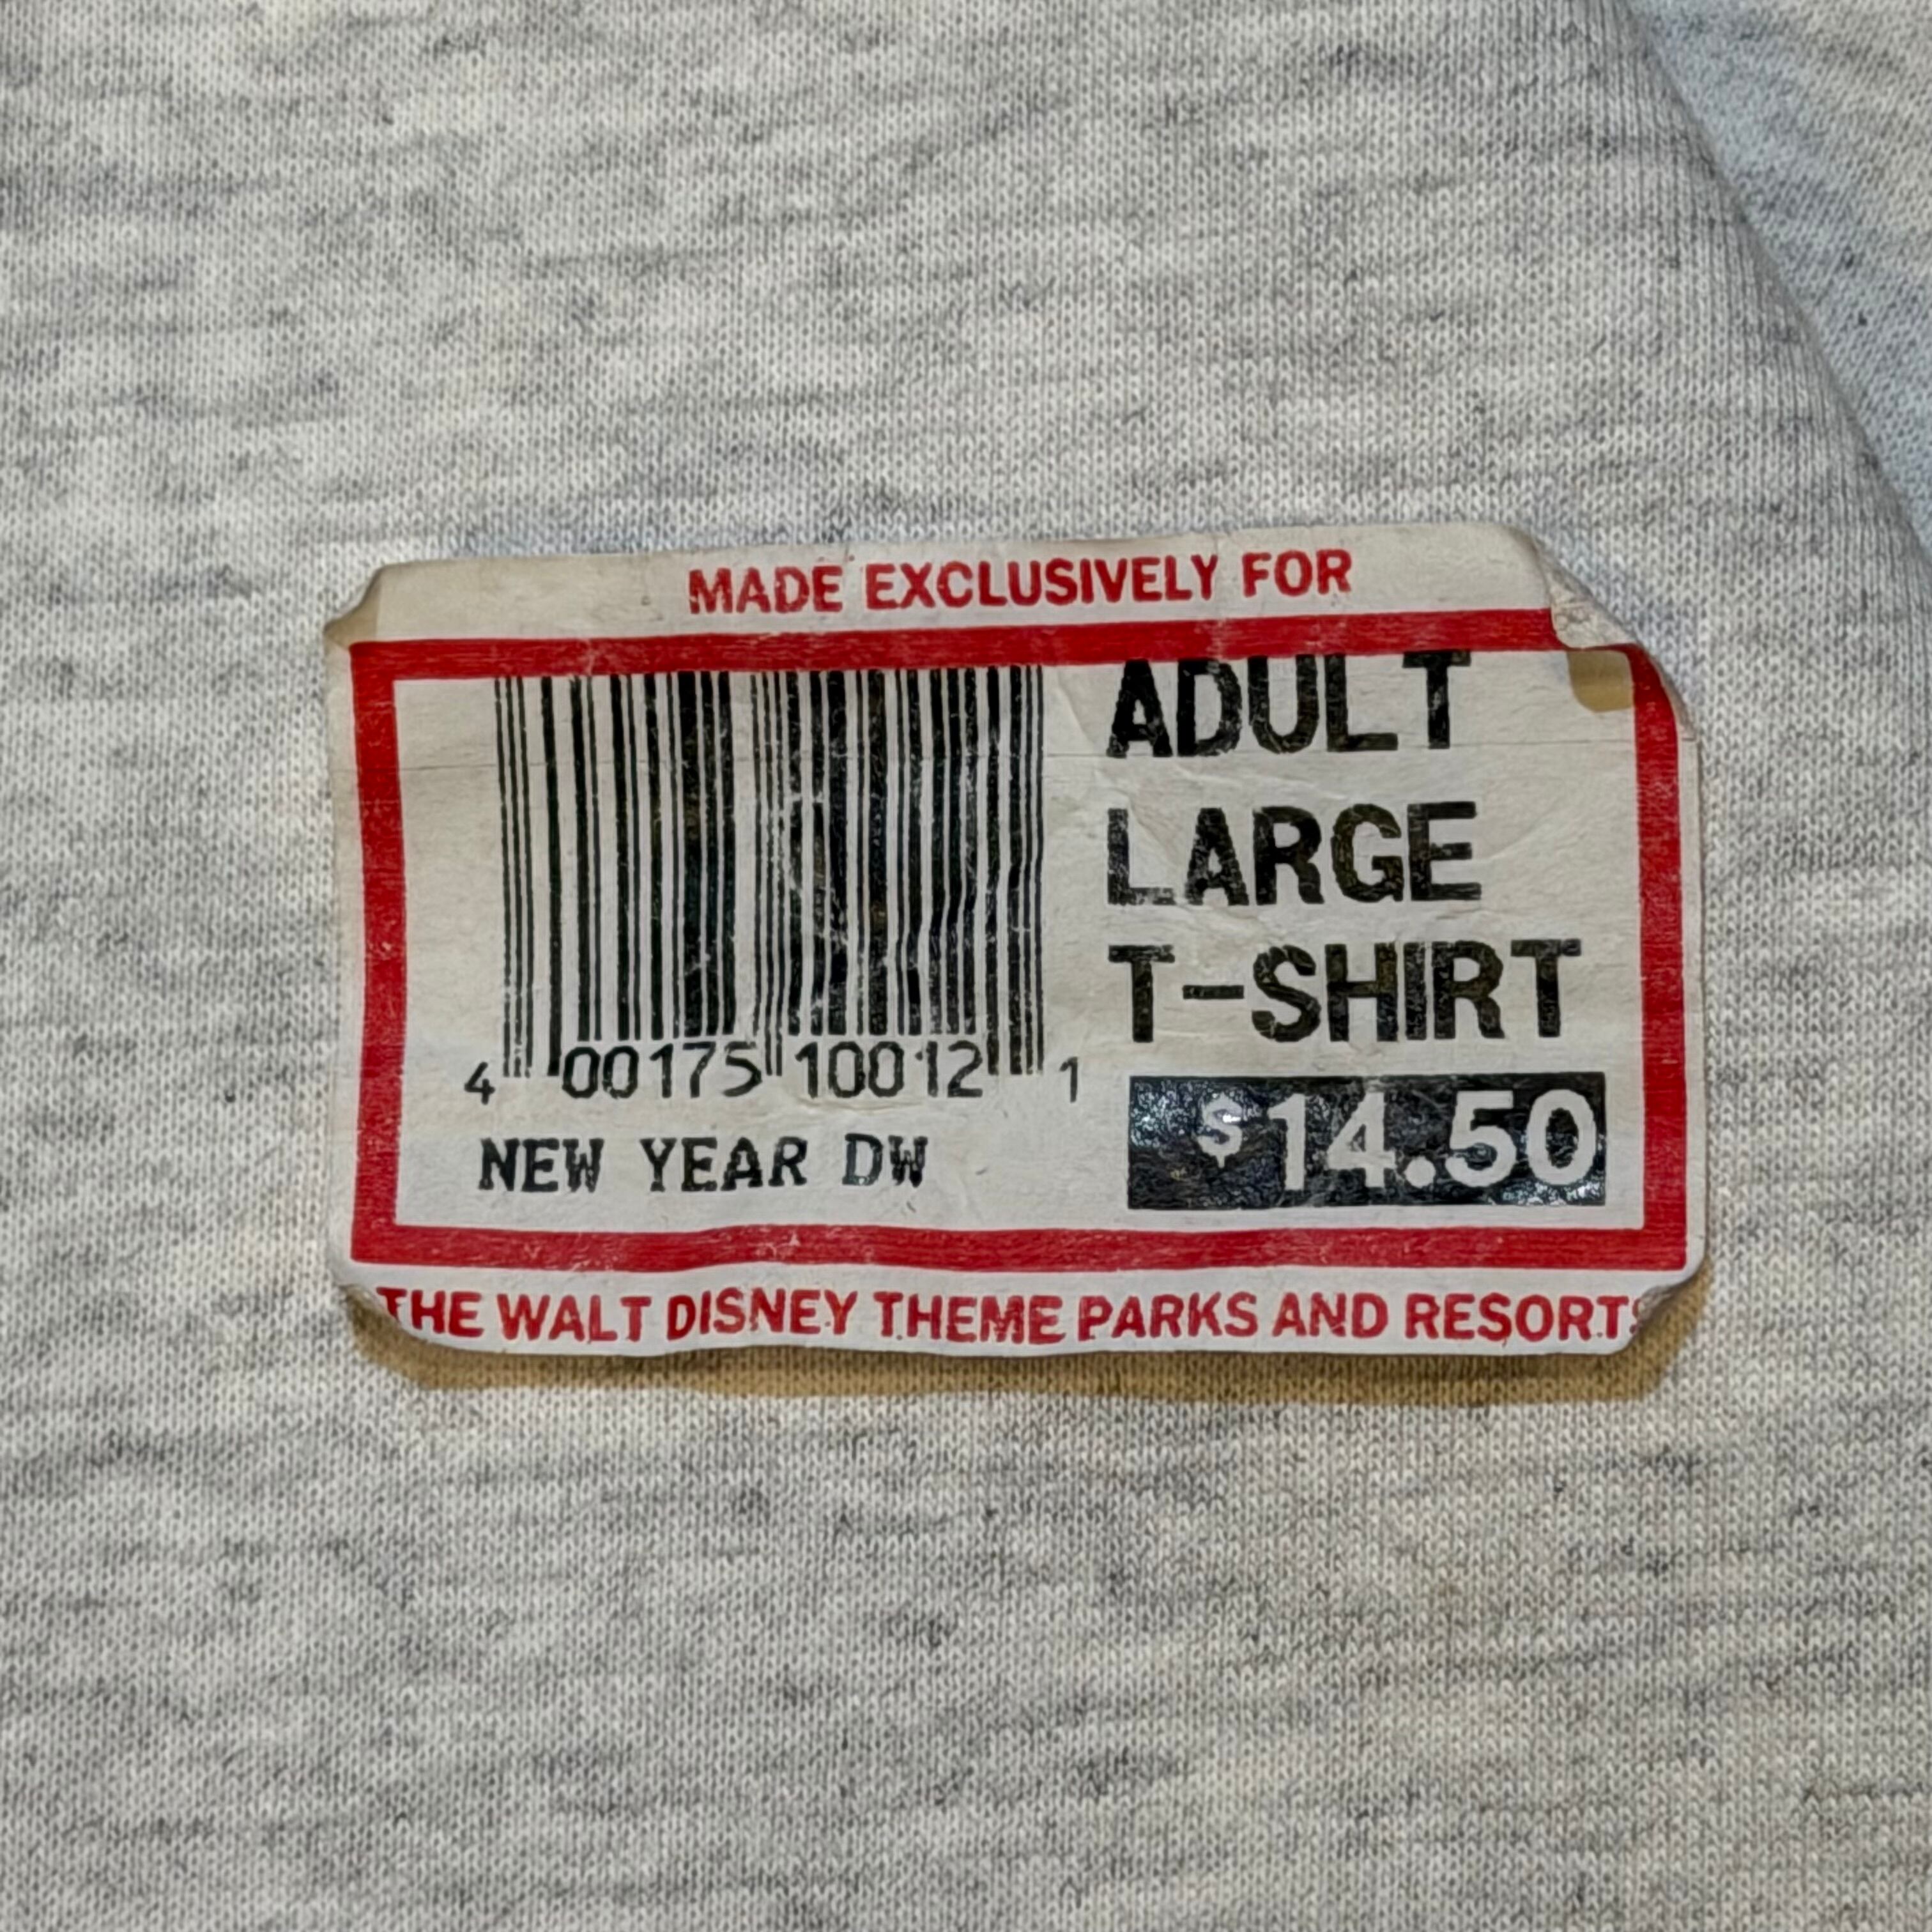 MADE EXCLUSIVELY FOR
ADULT
LARGE
T-SHIRT
4 00175 10012 1
NEW YEAR DW
$14.50
THE WALT DISNEY THEME PARKS AND RESORTS